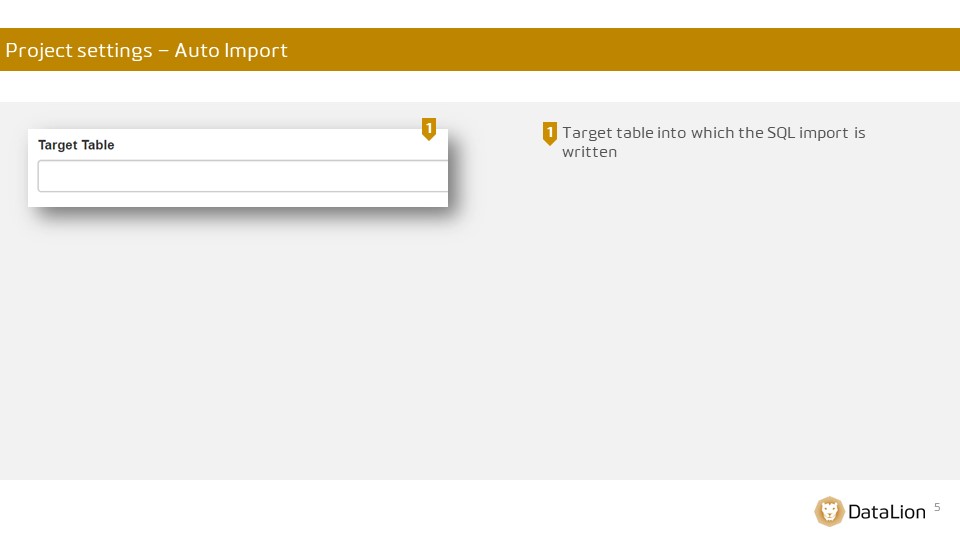 Project settings – Auto Import
1
Target Table
1 Target table into which the SQL import is
written
DataLion 5